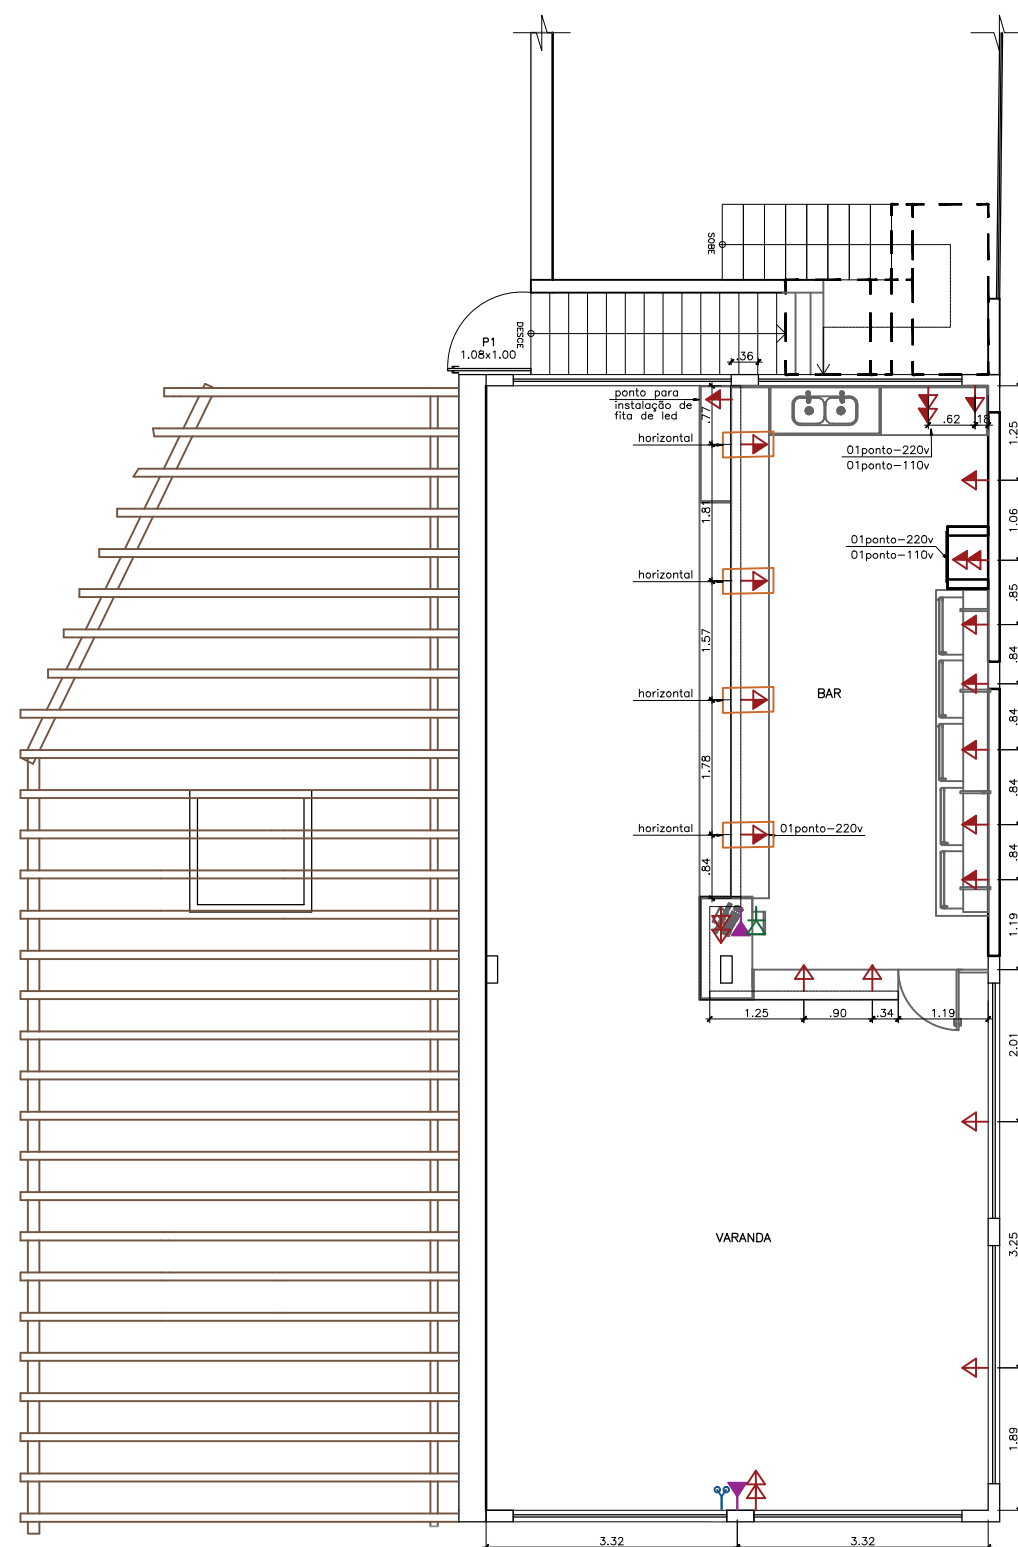 SOBE
DESCE
P1
1.08x1.00
.36
ponto para
instalação de
fita de led
.77
.62
.18
1.25
horizontal
01ponto-220v
01ponto-110v
1.81
1.06
01ponto-220v
01ponto-110v
horizontal
.85
1.57
.84
horizontal
BAR
.84
1.78
.84
horizontal
01ponto-220v
.84
.84
1.19
1.25
.90
.34
1.19
2.01
VARANDA
3.25
1.89
3.32
3.32